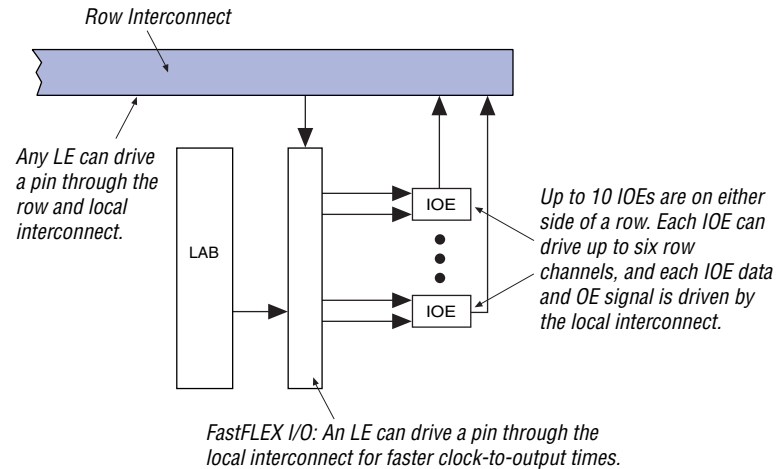 Row Interconnect
Any LE can drive
a pin through the
row and local
interconnect.
LAB
IOE
IOE
Up to 10 IOEs are on either
side of a row. Each IOE can
drive up to six row
channels, and each IOE data
and OE signal is driven by
the local interconnect.
FastFLEX I/O: An LE can drive a pin through the
local interconnect for faster clock-to-output times.